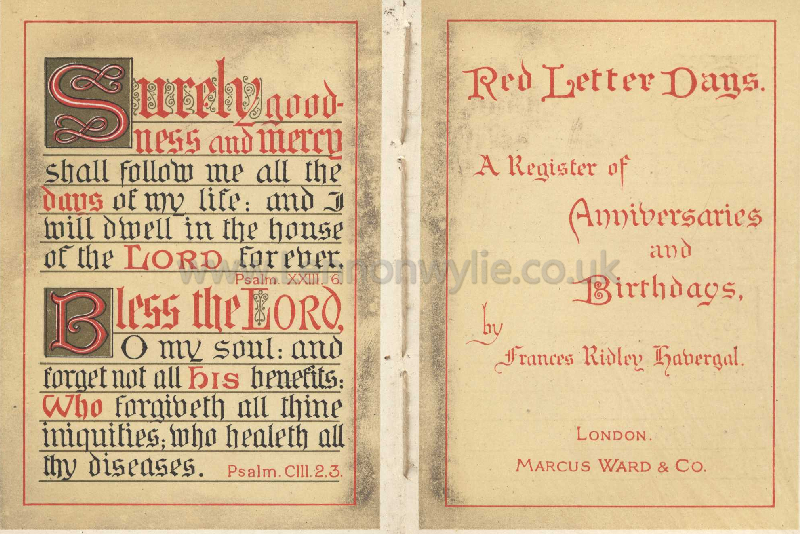 Surely good-
ness and mercy
shall follow me all the
days of my life: and I
will dwell in the house
of the LORD for ever.
Psalm. XXIII. 6.
Bless the LORD,
O my soul: and
forget not all HIS benefits:
Who forgiveth all thine
iniquities; who healeth all
thy diseases. Psalm. CIII. 2. 3.
Red Letter Days.
A Register of
Anniversaries
and
Birthdays,
by
Frances Ridley Havergal.
LONDON.
MARCUS WARD & CO.
www.lennonwylie.co.uk